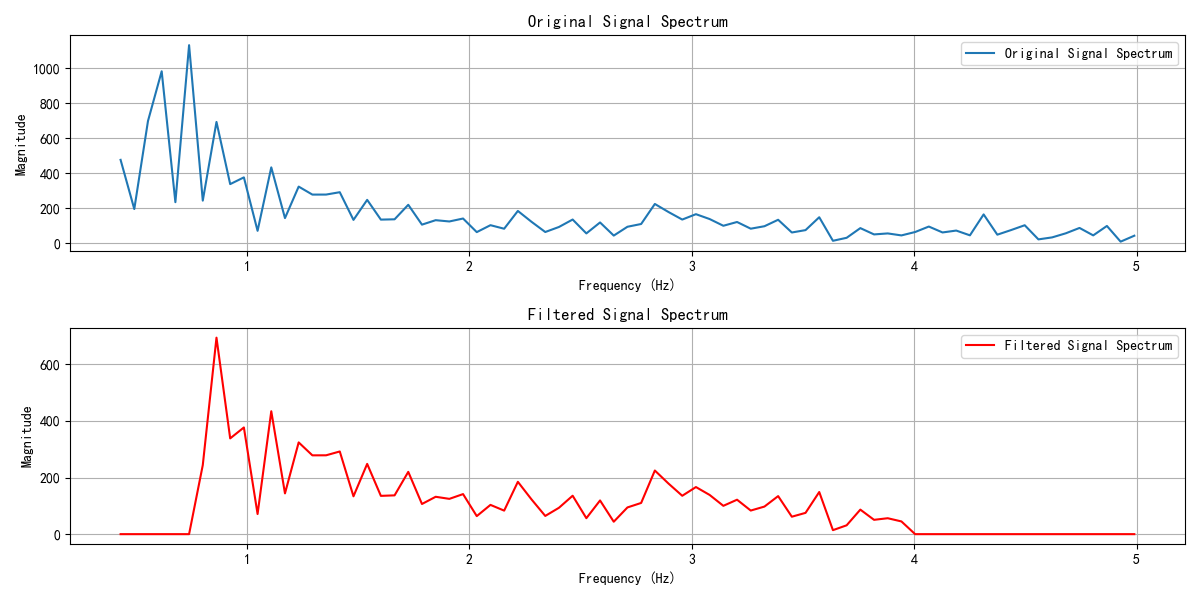 Original Signal Spectrum
Original Signal Spectrum
Magnitude
1000
800
600
400
200
0
1
2
3
4
5
Frequency (Hz)
Filtered Signal Spectrum
Filtered Signal Spectrum
Magnitude
600
400
200
0
1
2
3
4
5
Frequency (Hz)